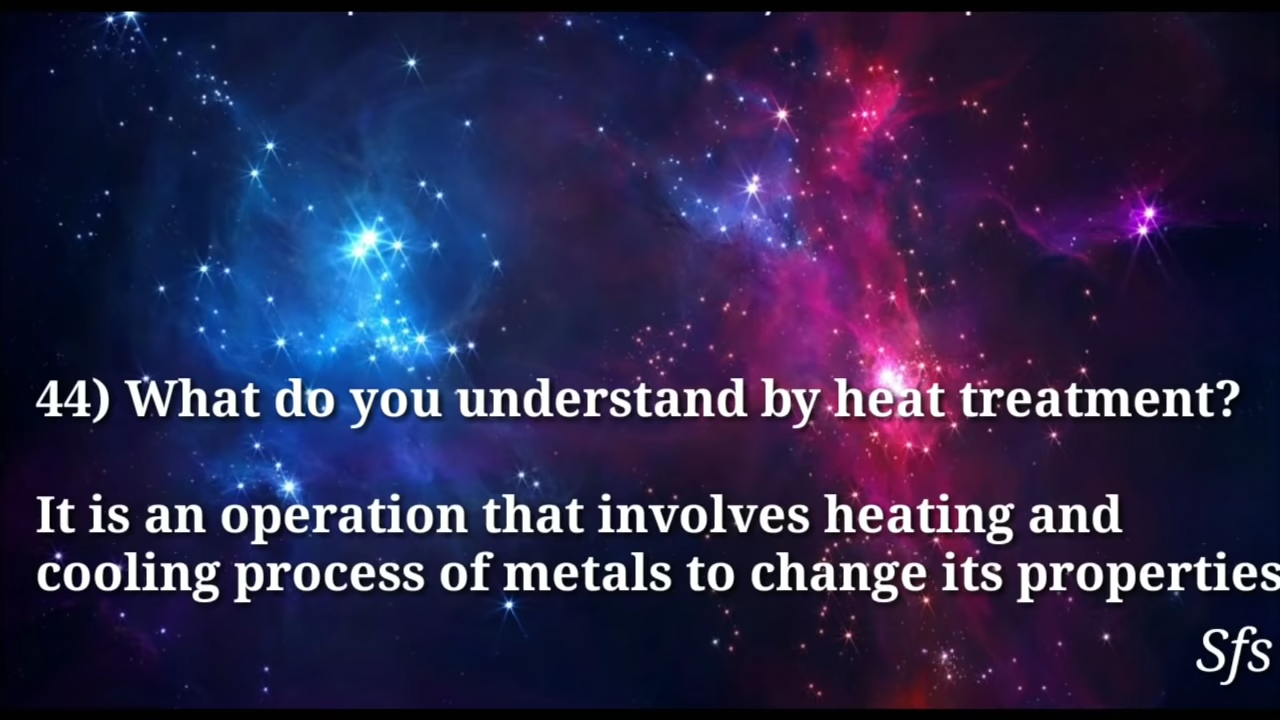 44) What do you understand by heat treatment?
It is an operation that involves heating and
cooling process of metals to change its properties
Sfs